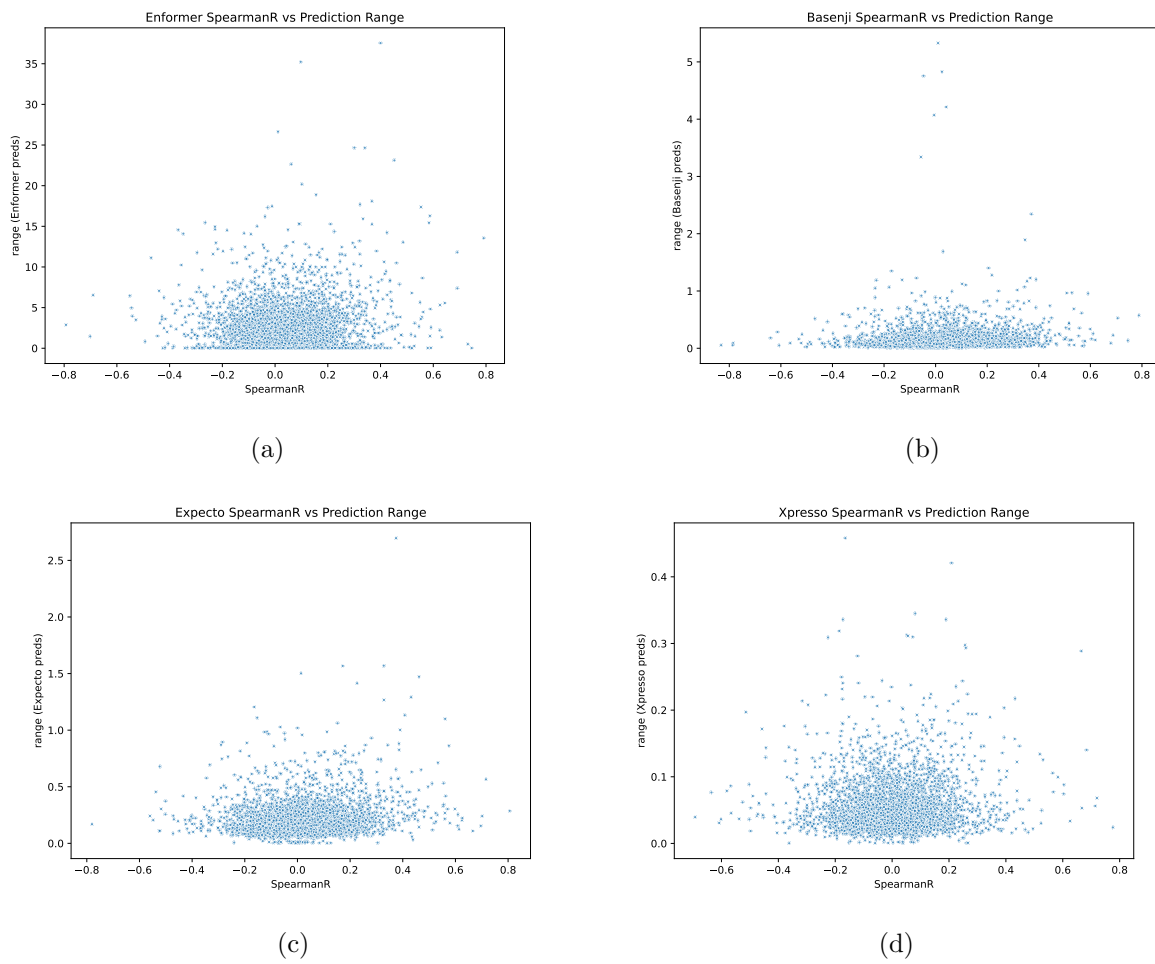 Enformer SpearmanR vs Prediction Range
range (Enformer preds)
35
30
25
20
15
10
5
0
−0.8 −0.6 −0.4 −0.2 0.0 0.2 0.4 0.6 0.8
SpearmanR
(a)
Basenji SpearmanR vs Prediction Range
range (Basenji preds)
5
4
3
2
1
0
−0.8 −0.6 −0.4 −0.2 0.0 0.2 0.4 0.6 0.8
SpearmanR
(b)
Expecto SpearmanR vs Prediction Range
range (Expecto preds)
2.5
2.0
1.5
1.0
0.5
0.0
−0.8 −0.6 −0.4 −0.2 0.0 0.2 0.4 0.6 0.8
SpearmanR
(c)
Xpresso SpearmanR vs Prediction Range
range (Xpresso preds)
0.4
0.3
0.2
0.1
0.0
−0.6 −0.4 −0.2 0.0 0.2 0.4 0.6 0.8
SpearmanR
(d)